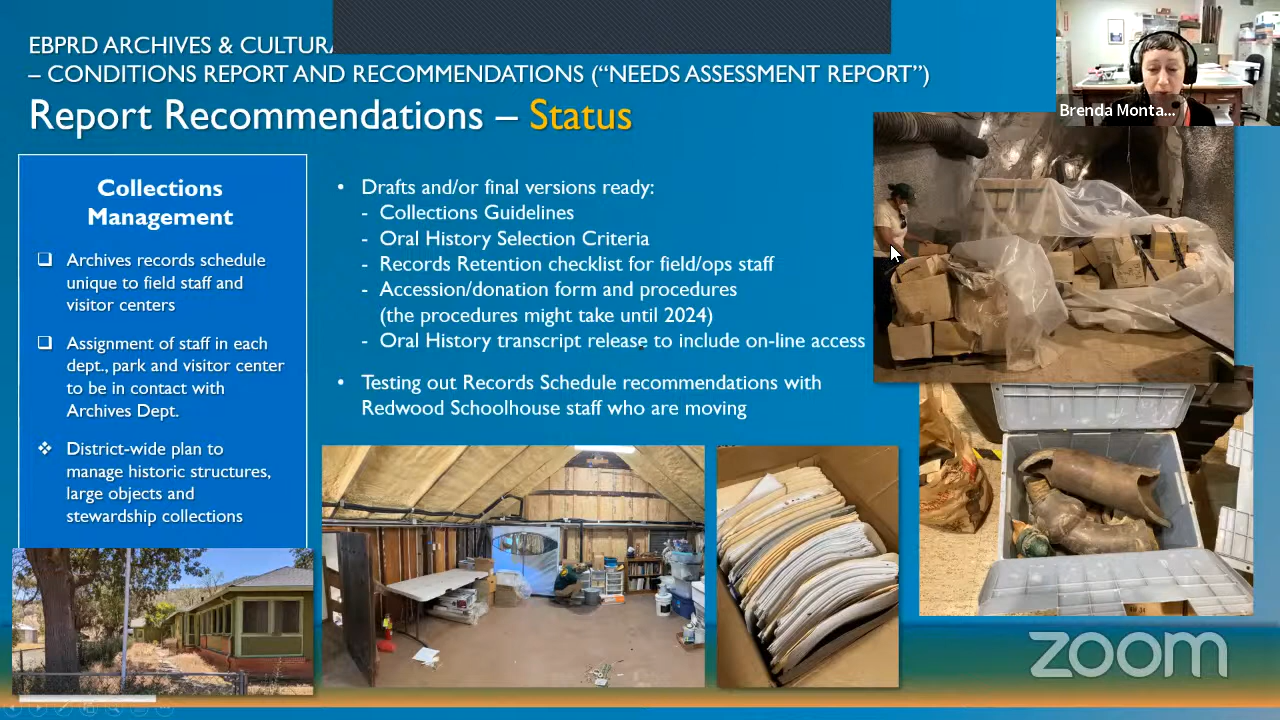 EBPRD ARCHIVES & CULTURA
– CONDITIONS REPORT AND RECOMMENDATIONS (“NEEDS ASSESSMENT REPORT”)
Report Recommendations – Status
Brenda Monta...
Collections
Management
❑ Archives records schedule
unique to field staff and
visitor centers
❑ Assignment of staff in each
dept., park and visitor center
to be in contact with
Archives Dept.
❖ District-wide plan to
manage historic structures,
large objects and
stewardship collections
• Drafts and/or final versions ready:
- Collections Guidelines
- Oral History Selection Criteria
- Records Retention checklist for field/ops staff
- Accession/donation form and procedures
(the procedures might take until 2024)
- Oral History transcript release to include on-line access
• Testing out Records Schedule recommendations with
Redwood Schoolhouse staff who are moving
zoom